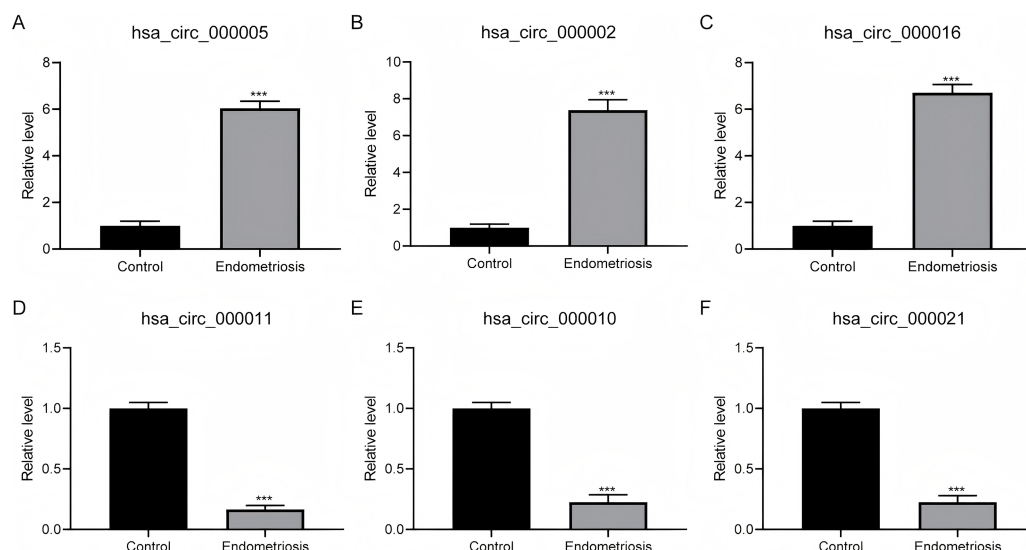 A
hsa_circ_000005
Relative level
8
6
4
2
0
***
Control
Endometriosis
B
hsa_circ_000002
Relative level
10
8
6
4
2
0
***
Control
Endometriosis
C
hsa_circ_000016
Relative level
8
6
4
2
0
***
Control
Endometriosis
D
hsa_circ_000011
Relative level
1.5
1.0
0.5
0.0
***
Control
Endometriosis
E
hsa_circ_000010
Relative level
1.5
1.0
0.5
0.0
***
Control
Endometriosis
F
hsa_circ_000021
Relative level
1.5
1.0
0.5
0.0
***
Control
Endometriosis